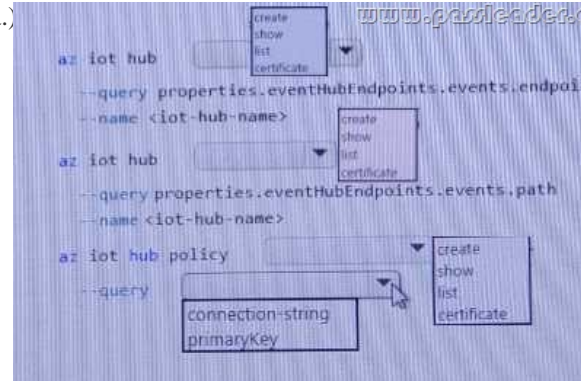 .)
www.passleader.c
create
show
list
certificate
az iot hub
--query properties.eventHubEndpoints.events.endpoi
--name <iot-hub-name>
create
show
list
certificate
az iot hub
--query properties.eventHubEndpoints.events.path
--name <iot-hub-name>
az iot hub policy
create
show
list
certificate
--query
connection-string
primaryKey